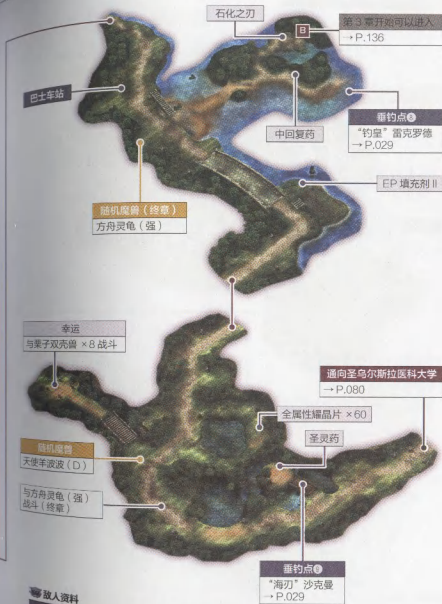 石化之刃
B
第3章开始可以进入
→ P.136
巴士车站
垂钓点
“钓皇”雷克罗德
→ P.029
中回复药
EP 填充剂 II
随机魔兽（终章）
方舟灵龟（强）
幸运
与栗子双壳兽 ×8 战斗
通向圣乌尔斯拉医科大学
→ P.080
全属性耀晶片 ×60
圣灵药
随机魔兽
天使羊波波（D）
与方舟灵龟（强）
战斗（终章）
垂钓点
“海刃”沙克曼
→ P.029
敌人资料